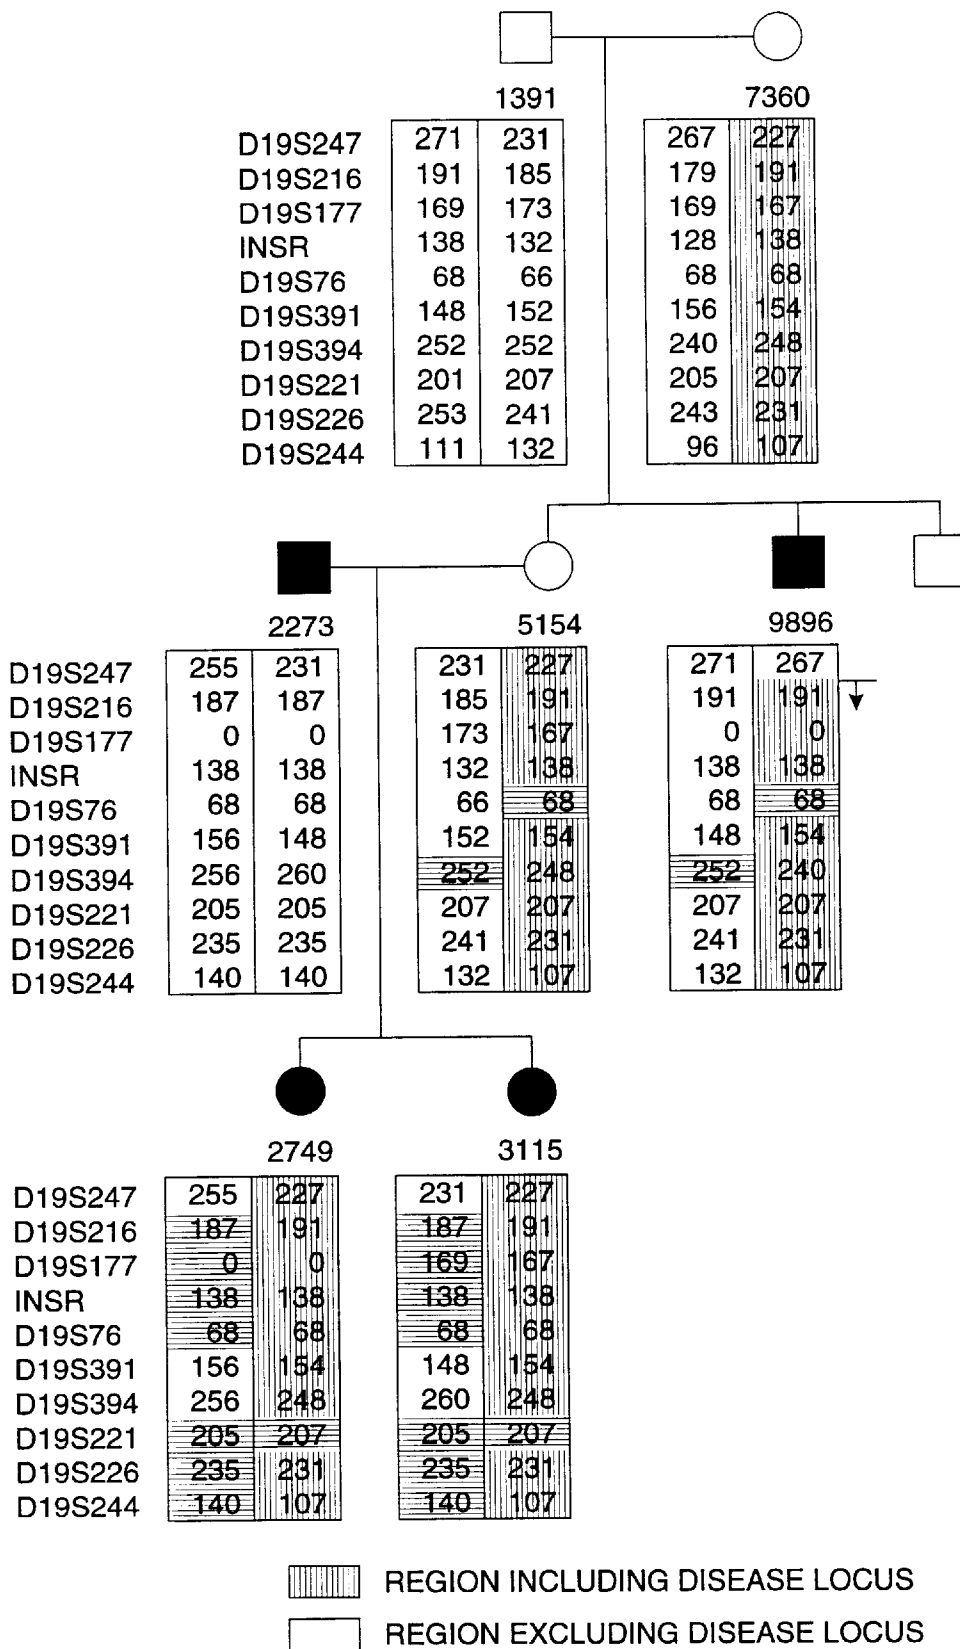 1391 7360
D19S247 271 231 267 227
D19S216 191 185 179 191
D19S177 169 173 169 167
INSR 138 132 128 138
D19S76 68 66 68 68
D19S391 148 152 156 154
D19S394 252 252 240 248
D19S221 201 207 205 207
D19S226 253 241 243 231
D19S244 111 132 96 107
2273 5154 9896
D19S247 255 231 231 227 271 267
D19S216 187 187 185 191 191 191
D19S177 0 0 173 167 0 0
INSR 138 138 132 138 138 138
D19S76 68 68 66 68 68 68
D19S391 156 148 152 154 148 154
D19S394 256 260 252 248 252 240
D19S221 205 205 207 207 207 207
D19S226 235 235 241 231 241 231
D19S244 140 140 132 107 132 107
2749 3115
D19S247 255 227 231 227
D19S216 187 191 187 191
D19S177 0 0 169 167
INSR 138 138 138 138
D19S76 68 68 68 68
D19S391 156 154 148 154
D19S394 256 248 260 248
D19S221 205 207 205 207
D19S226 235 231 235 231
D19S244 140 107 140 107
REGION INCLUDING DISEASE LOCUS
REGION EXCLUDING DISEASE LOCUS